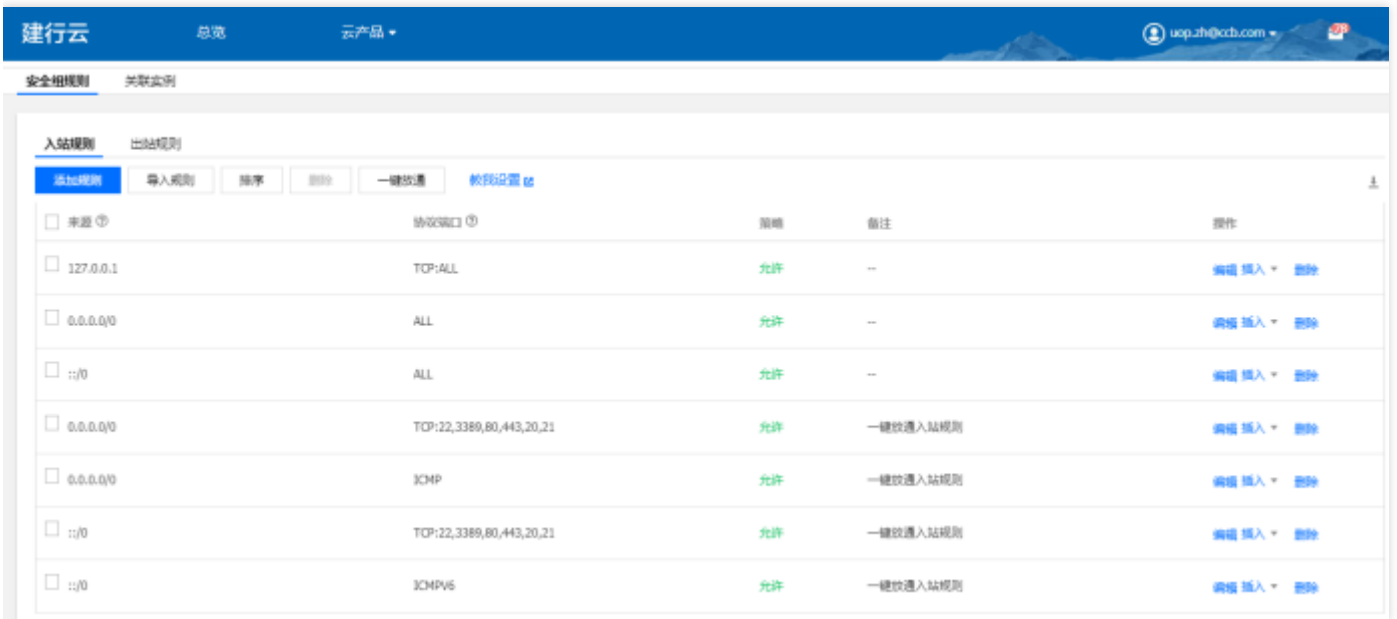 建行云 总览 云产品 uop.zh@ccb.com
安全组规则 关联实例
入站规则 出站规则
添加规则 导入规则 排序 删除 一键放通 教我设置
来源 协议端口 策略 备注 操作
127.0.0.1 TCP:ALL 允许 -- 编辑 插入 删除
0.0.0.0/0 ALL 允许 -- 编辑 插入 删除
::/0 ALL 允许 -- 编辑 插入 删除
0.0.0.0/0 TCP:22,3389,80,443,20,21 允许 一键放通入站规则 编辑 插入 删除
0.0.0.0/0 ICMP 允许 一键放通入站规则 编辑 插入 删除
::/0 TCP:22,3389,80,443,20,21 允许 一键放通入站规则 编辑 插入 删除
::/0 ICMPV6 允许 一键放通入站规则 编辑 插入 删除